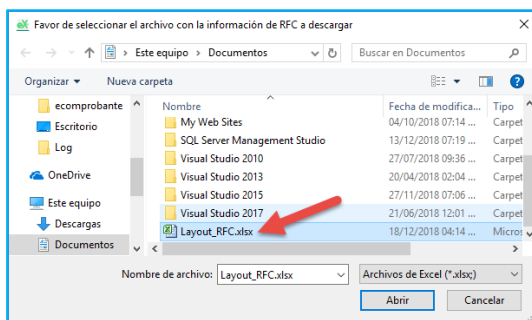 Favor de seleccionar el archivo con la información de RFC a descargar
Este equipo > Documentos
Buscar en Documentos
Organizar
Nueva carpeta
Nombre
Fecha de modifica...
Tipo
ecomprobante
Escritorio
Log
OneDrive
Este equipo
Descargas
Documentos
My Web Sites 04/10/2018 07:14 ... Carpet
SQL Server Management Studio 13/12/2018 07:19 ... Carpet
Visual Studio 2010 27/07/2018 09:36 ... Carpet
Visual Studio 2013 20/04/2018 02:04 ... Carpet
Visual Studio 2015 27/11/2018 07:06 ... Carpet
Visual Studio 2017 21/06/2018 12:01 ... Carpet
Layout_RFC.xlsx 18/12/2018 04:14 ... Micros
Nombre de archivo: Layout_RFC.xlsx
Archivos de Excel (*.xlsx;)
Abrir
Cancelar